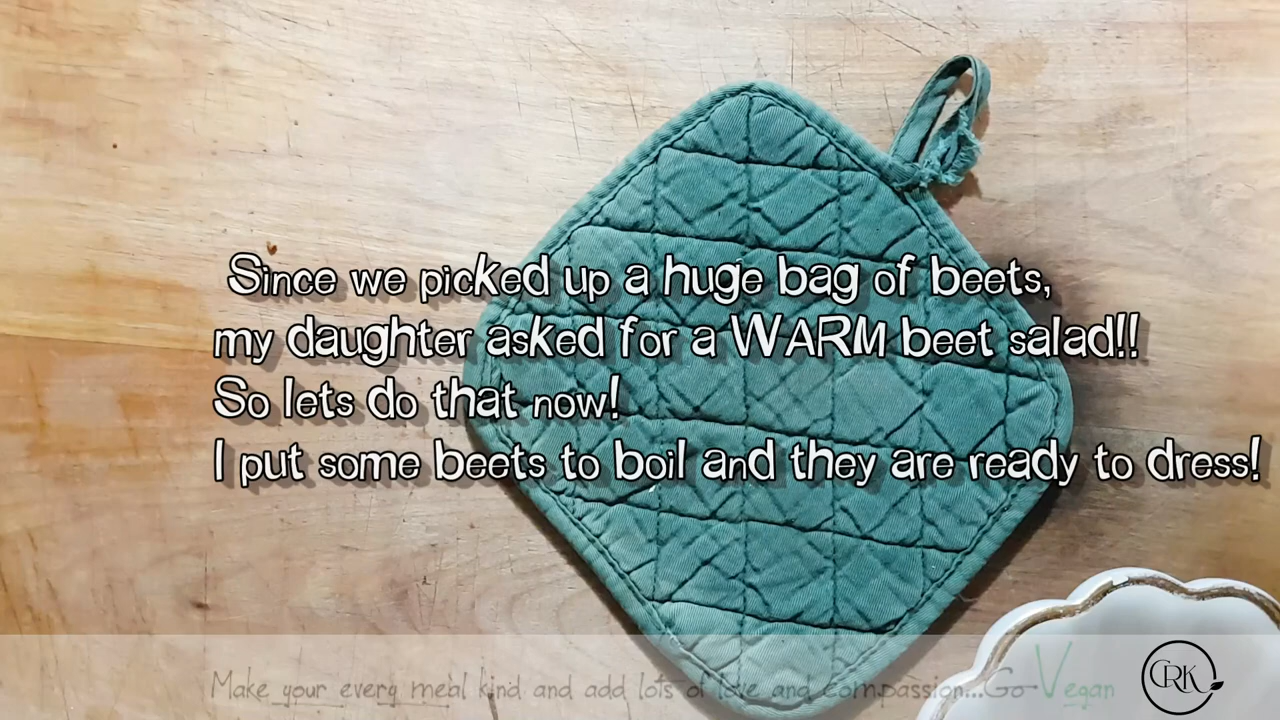 Since we picked up a huge bag of beets,
my daughter asked for a WARM beet salad!!
So lets do that now!
I put some beets to boil and they are ready to dress!
Make your every meal kind and add lots of love and compassion...Go Vegan
CRK